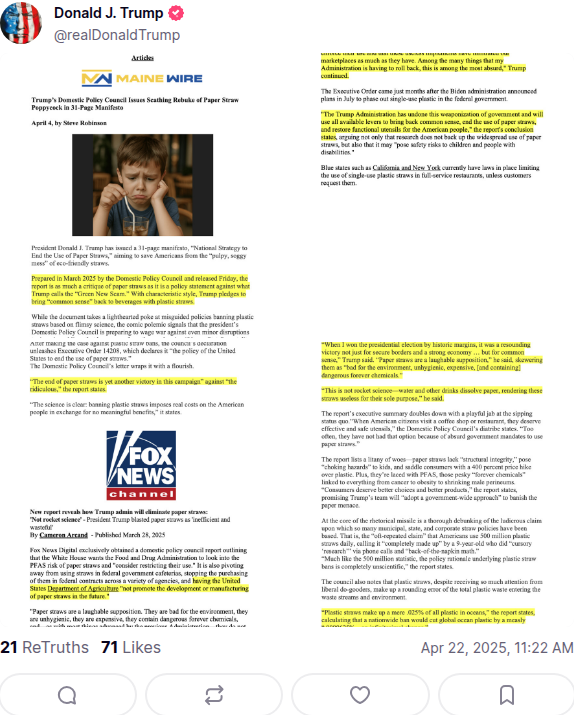 Donald J. Trump
@realDonaldTrump
Articles
MAINE WIRE
Trump's Domestic Policy Council Issues Scathing Rebuke of Paper Straw
Poppycock in 31-Page Manifesto
April 4, by Steve Robinson
President Donald J. Trump has issued a 31-page manifesto, "National Strategy to
End the Use of Paper Straws," aiming to save Americans from the "pulpy, soggy
mess" of eco-friendly straws.
Prepared in March 2025 by the Domestic Policy Council and released Friday, the
report is as much a critique of paper straws as it is a policy statement against what
Trump calls the "Green New Scam." With characteristic style, Trump pledges to
bring "common sense" back to beverages with plastic straws.
While the document takes a lighthearted poke at misguided policies banning plastic
straws based on flimsy science, the comic polemic signals that the president's
Domestic Policy Council is preparing to wage war against even more disruptions
After marching against plastic straw bans, the council's declaration
unleashes Executive Order 14208, which declares it "the policy of the United
States to end the use of paper straws."
The Domestic Policy Council's letter wraps it with a flourish.
"The end of paper straws is yet another victory in this campaign" against "the
ridiculous," the report states.
"The science is clear: banning plastic straws imposes real costs on the American
people in exchange for no meaningful benefits," it states.
FOX
NEWS
channel
New report reveals how Trump admin will eliminate paper straws:
'Not rocket science' - President Trump blasted paper straws as 'inefficient and
wasteful'
By Cameron Arcand - Published March 28, 2025
Fox News Digital exclusively obtained a domestic policy council report outlining
that the White House wants the Food and Drug Administration to investigate the
PFAS risk of paper straws and "consider restricting their use." It is also
pivoting away from using straws in federal government cafeterias, stopping the purchasing
of them in federal contracts across a variety of agencies, and having the United
States Department of Agriculture "not promote the development or manufacturing
of paper straws in the future."
"Paper straws are a laughable supposition. They are bad for the environment, they
are unhygienic, they are expensive, they contain dangerous forever chemicals,
marketplaces as much as they have. Among the many things that my
Administration is having to roll back, this is among the most absurd," Trump
continued.
The Executive Order came just months after the Biden administration announced
plans in July to phase out single-use plastic in the federal government.
"The Trump Administration has undone this weaponization of government and will
use all available levers to bring back common sense, end the use of paper straws,
and restore functional utensils for the American people," the report's conclusion
states, arguing not only that research does not back up the widespread use of paper
straws, but also that it may "pose safety risks to children and people with
disabilities."
Blue states such as California and New York currently have laws in place limiting
the use of single-use plastic straws in full-service restaurants, unless customers
request them.
"When I won the presidential election by historic margins, it was a resounding
victory not just for secure borders and a strong economy … but for common
sense," Trump said. "Paper straws are a laughable supposition," he said, skewering
them as "bad for the environment, unhygienic, expensive, [and containing]
dangerous forever chemicals."
"This is not rocket science—water and other drinks dissolve paper, rendering these
straws useless for their sole purpose," he said.
The report's executive summary doubles down with a playful jab at the sipping
status quo. "When American citizens visit a coffee shop or restaurant, they deserve
effective and safe utensils," the Domestic Policy Council's diatribe states. "Too
often, they have not had that option because of absurd government mandates to use
paper straws."
The report lists a litany of woes—paper straws lack "structural integrity," pose
"choking hazards" to kids, and saddle consumers with a 400 percent price hike
over plastic. Plus, they're laced with PFAS, those pesky "forever chemicals"
linked to everything from cancer to obesity to shrinking male perineums.
"Consumers deserve better choices and better products," the report states,
promising Trump's team will "adopt a government-wide approach" to banish the
paper menace.
At the core of the rhetorical missile is a thorough debunking of the ludicrous claim
upon which so many municipal, state, and corporate straw policies have been
based. That is, the "oft-repeated claim" that Americans use 500 million plastic
straws daily, calling it "completely made up" by a 9-year-old who did "cursory
'research'" via phone calls and "back-of-the-napkin math."
"Much like the 500 million statistic, the policy rationale underlying plastic straw
bans is completely unscientific," the report states.
The council also notes that plastic straws, despite receiving so much attention from
liberal do-gooders, make up a rounding error of the total plastic waste entering the
waste streams and environment.
"Plastic straws make up a mere .025% of all plastic in oceans," the report states,
calculating that a nationwide ban would cut global ocean plastic by a measly
21 ReTruths 71 Likes
Apr 22, 2025, 11:22 AM